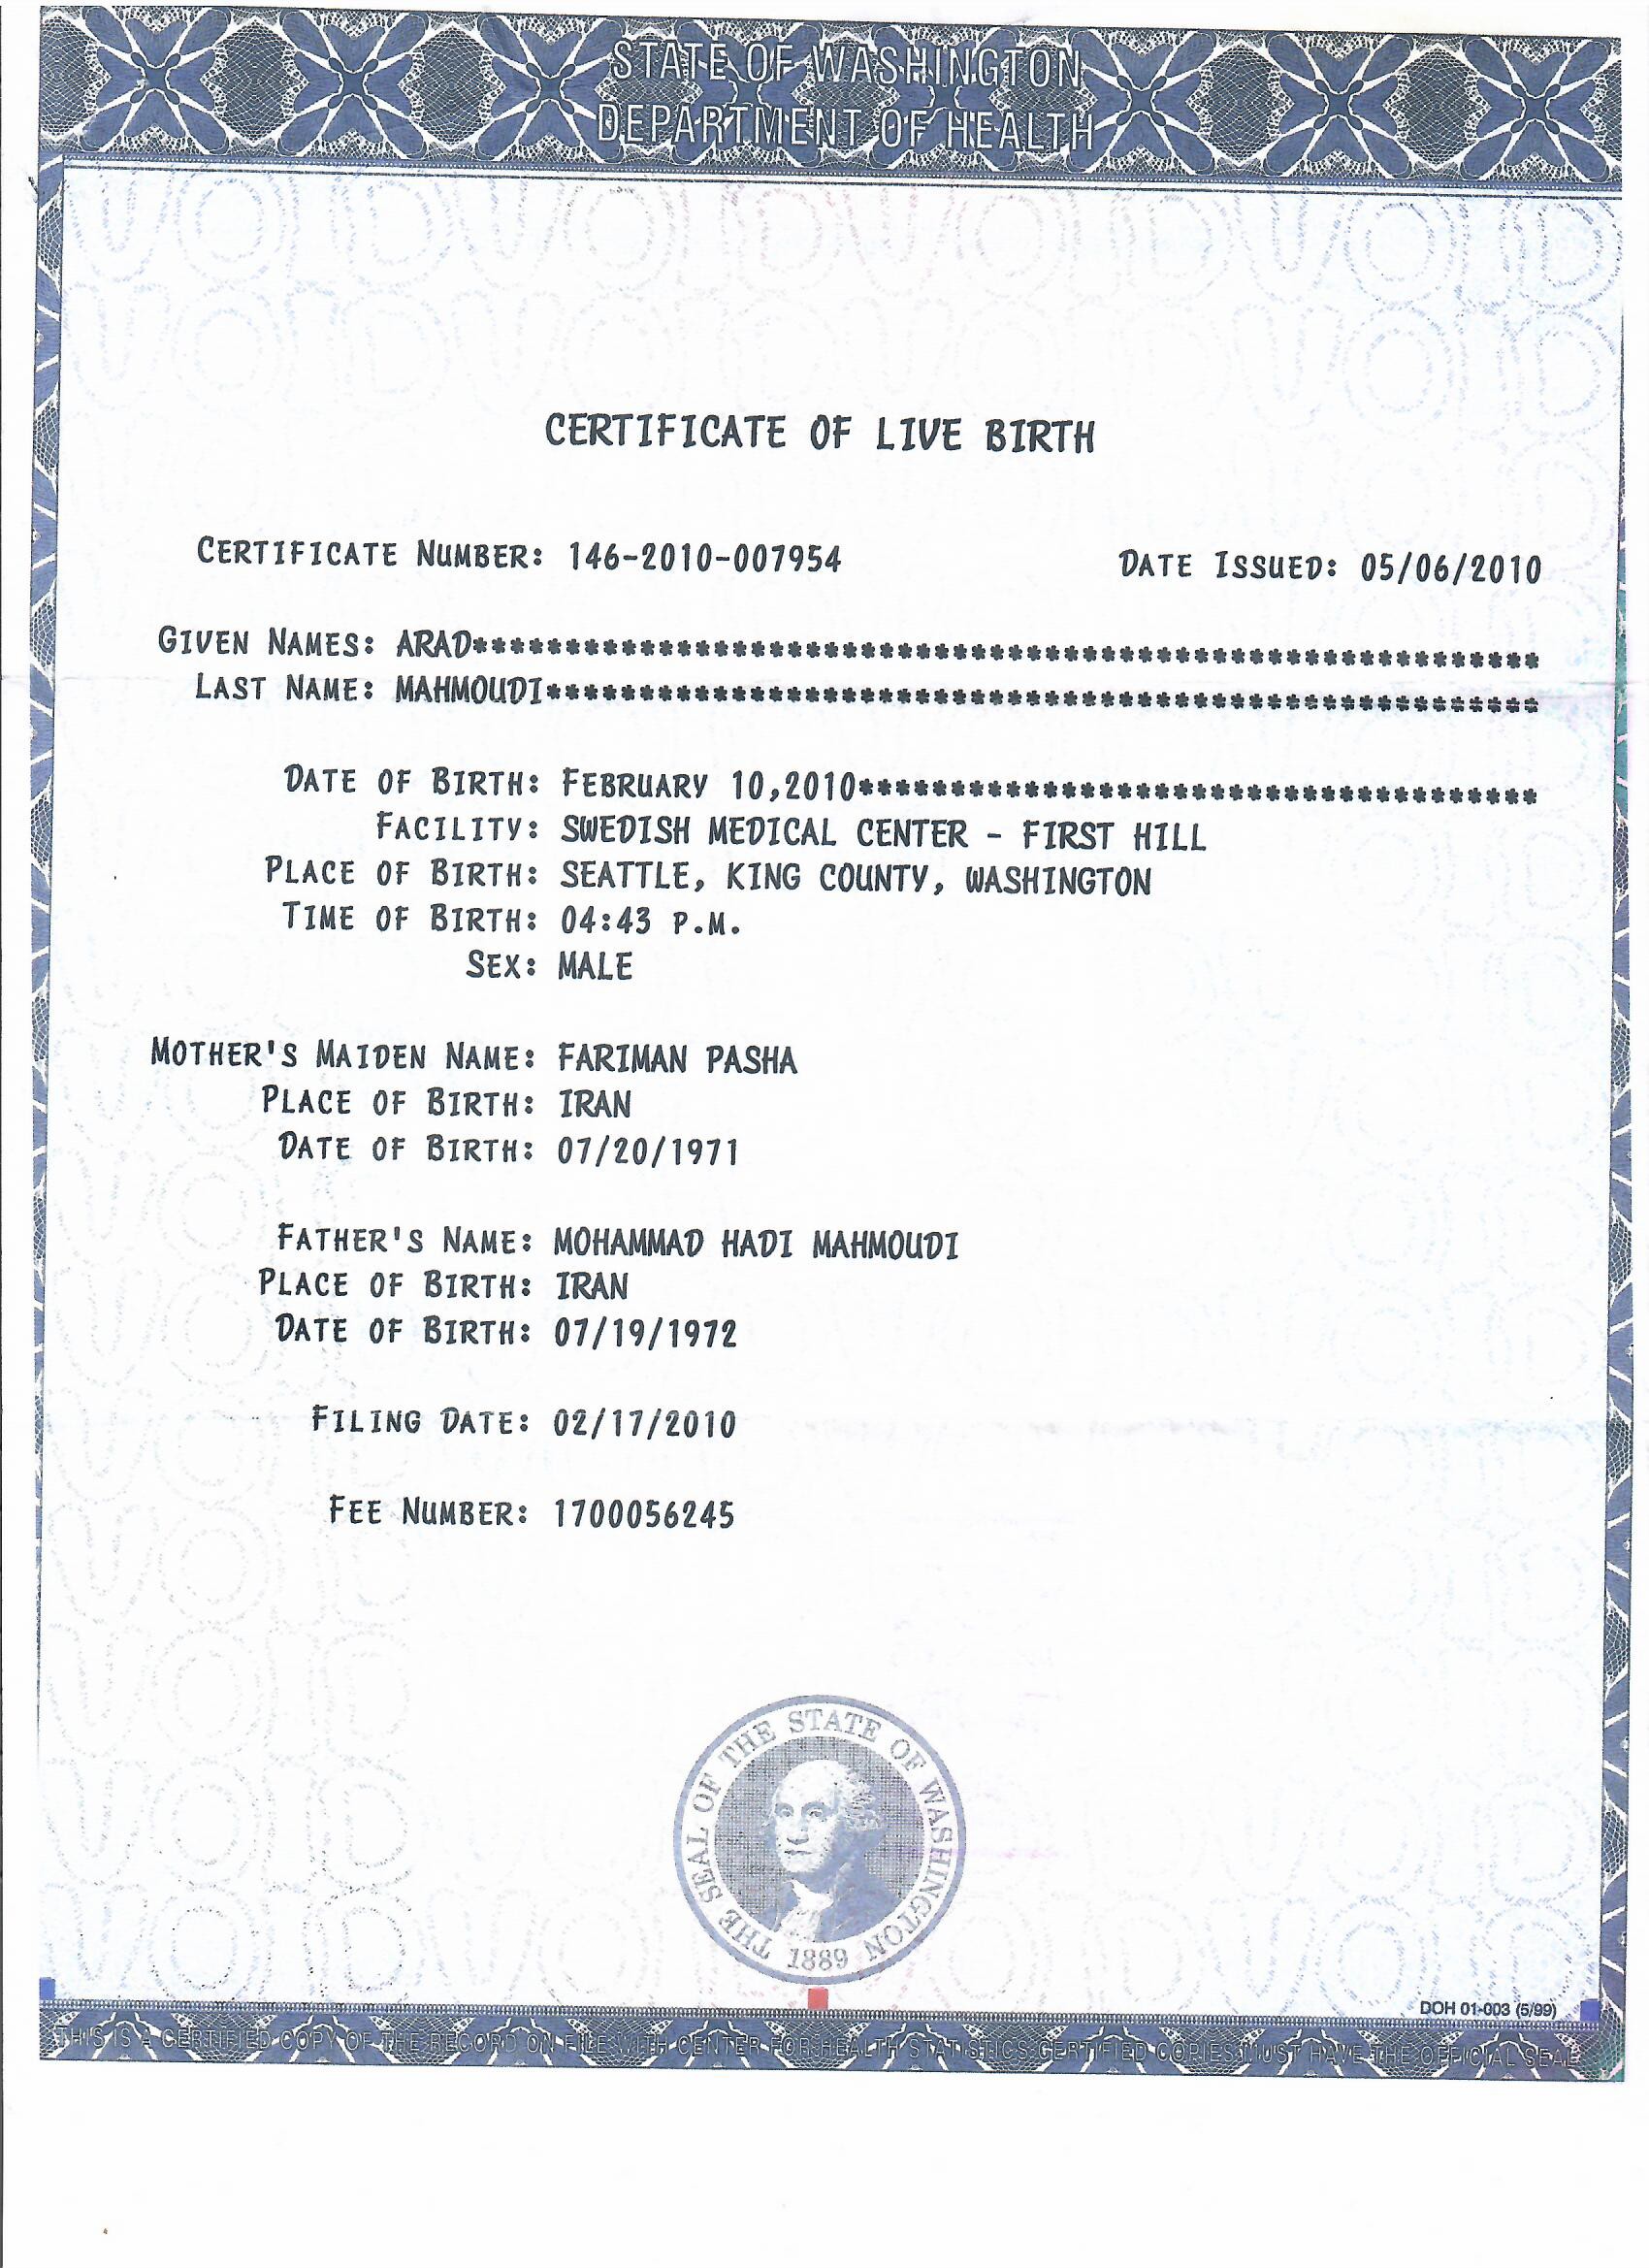 STATE OF WASHINGTON
DEPARTMENT OF HEALTH
CERTIFICATE OF LIVE BIRTH
CERTIFICATE NUMBER: 146-2010-007954 DATE ISSUED: 05/06/2010
GIVEN NAMES: ARAD**********************************************************
LAST NAME: MAHMOUDI******************************************************
DATE OF BIRTH: FEBRUARY 10,2010*************************************
FACILITY: SWEDISH MEDICAL CENTER - FIRST HILL
PLACE OF BIRTH: SEATTLE, KING COUNTY, WASHINGTON
TIME OF BIRTH: 04:43 P.M.
SEX: MALE
MOTHER'S MAIDEN NAME: FARIMAN PASHA
PLACE OF BIRTH: IRAN
DATE OF BIRTH: 07/20/1971
FATHER'S NAME: MOHAMMAD HADI MAHMOUDI
PLACE OF BIRTH: IRAN
DATE OF BIRTH: 07/19/1972
FILING DATE: 02/17/2010
FEE NUMBER: 1700056245
THE SEAL OF THE STATE OF WASHINGTON
1889
DOH 01-003 (5/99)
THIS IS A CERTIFIED COPY OF THE RECORD ON FILE WITH CENTER FOR HEALTH STATISTICS CERTIFIED COPIES MUST HAVE THE OFFICIAL SEAL